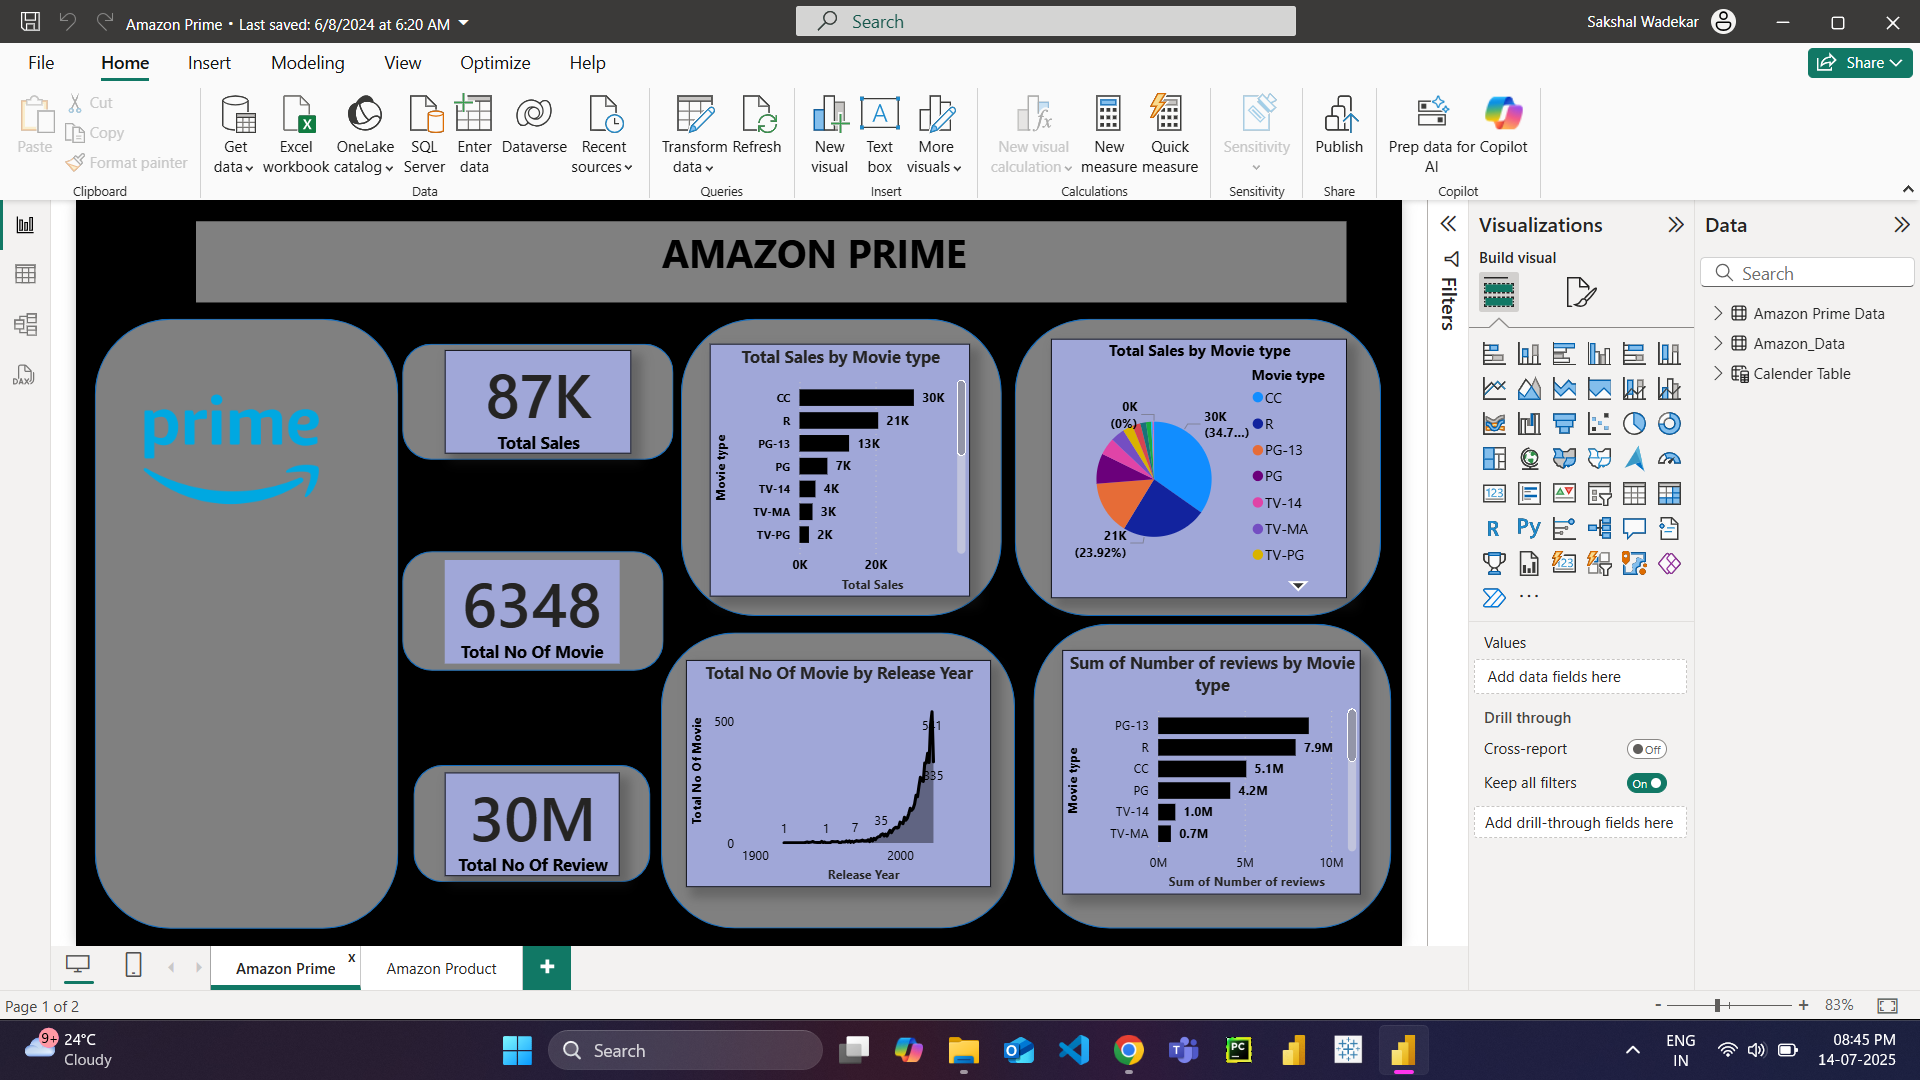 Amazon Prime • Last saved: 6/8/2024 at 6:20 AM
Search
Sakshal Wadekar
File
Home
Insert
Modeling
View
Optimize
Help
Share
Paste
Cut
Copy
Format painter
Clipboard
Get data
Excel workbook
OneLake catalog
SQL Server
Enter data
Dataverse
Recent sources
Data
Transform data
Refresh
Queries
New visual
Text box
More visuals
Insert
New visual calculation
New measure
Quick measure
Calculations
Sensitivity
Sensitivity
Publish
Share
Prep data for AI
Copilot
Copilot
AMAZON PRIME
prime
87K
Total Sales
6348
Total No Of Movie
30M
Total No Of Review
Total Sales by Movie type
Movie type
CC 30K
R 21K
PG-13 13K
PG 7K
TV-14 4K
TV-MA 3K
TV-PG 2K
0K 20K
Total Sales
Total Sales by Movie type
Movie type
CC
R
PG-13
PG
TV-14
TV-MA
TV-PG
0K
(0%)
30K
(34.7...)
21K
(23.92%)
Total No Of Movie by Release Year
Total No Of Movie
500
0
1 1 7 35
1900 2000
Release Year
Sum of Number of reviews by Movie
type
Movie type
PG-13
R 7.9M
CC 5.1M
PG 4.2M
TV-14 1.0M
TV-MA 0.7M
0M 5M 10M
Sum of Number of reviews
Filters
Visualizations
Build visual
123
R
Py
123
Values
Add data fields here
Drill through
Cross-report
Off
Keep all filters
On
Add drill-through fields here
Data
Search
Amazon Prime Data
Amazon_Data
Calender Table
DAX
Amazon Prime
x
Amazon Product
+
Page 1 of 2
- + 83%
9+
24°C
Cloudy
Search
PC
ENG
IN
08:45 PM
14-07-2025